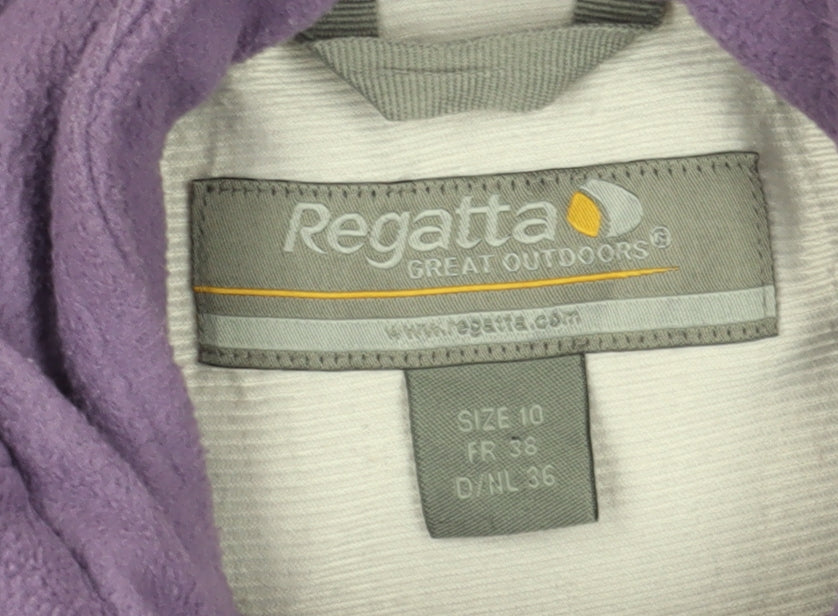 Regatta
GREAT OUTDOORS®
www.regatta.com
SIZE 10
FR 38
D/NL 36